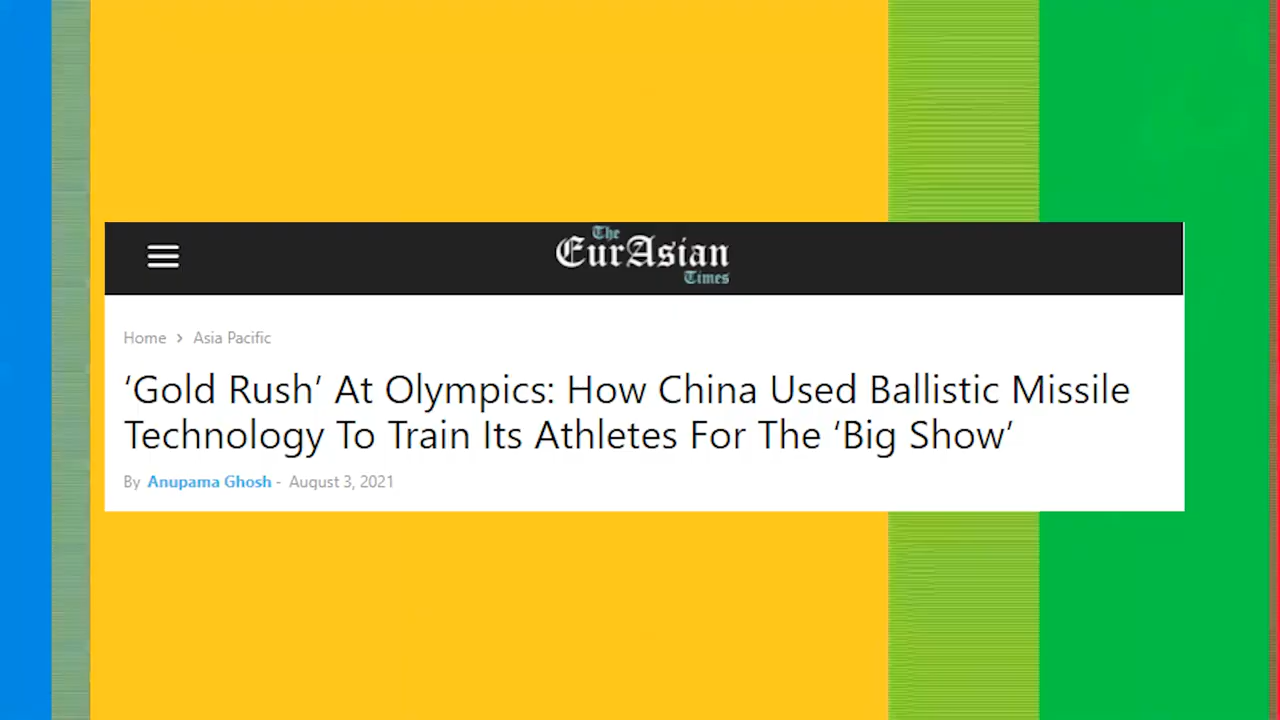 The
EurAsian
Times
Home > Asia Pacific
‘Gold Rush’ At Olympics: How China Used Ballistic Missile
Technology To Train Its Athletes For The ‘Big Show’
By Anupama Ghosh - August 3, 2021